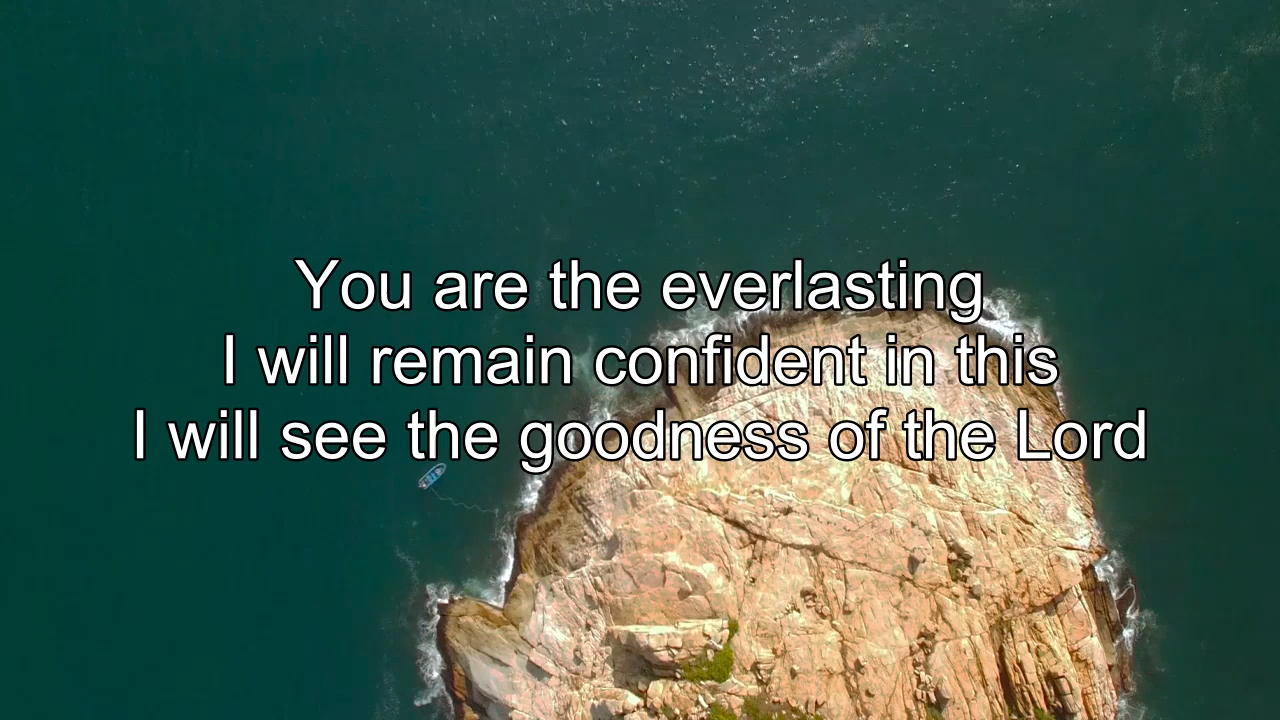 You are the everlasting
I will remain confident in this
I will see the goodness of the Lord